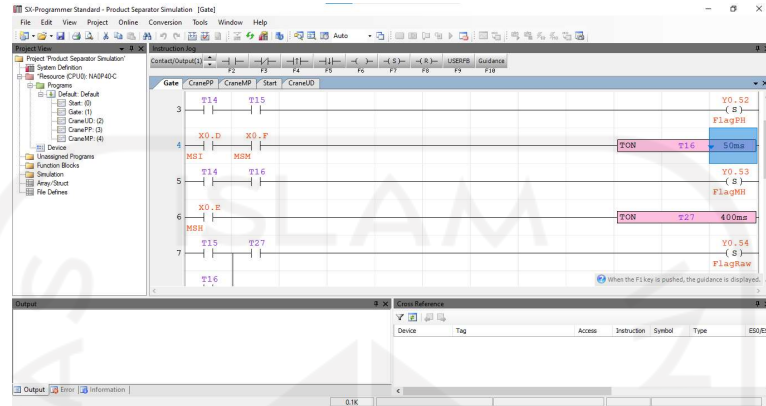 SX-Programmer Standard - Product Separator Simulation [Gate]
File Edit View Project Online Conversion Tools Window Help
Auto
Project View
Instruction Jog
Project 'Product Separator Simulation'
System Definition
*Resource (CPU0): NA0P40-C
Programs
Default: Default
Start: (0)
Gate: (1)
CraneUD: (2)
CranePP: (3)
CraneMP: (4)
Device
Unassigned Programs
Function Blocks
Simulation
Array/Struct
File Defines
Contact/Output(1)
F2 F3 F4 F5 F6 F7 F8 F9 F10
( ) (S) (R) USERFB Guidance
Gate CranePP CraneMP Start CraneUD
T14 T15 Y0.52
3 (S)
FlagPH
X0.D X0.F
4 TON T16 50ms
MSI MSM
T14 T16 Y0.53
5 (S)
FlagMH
X0.E
6 TON T27 400ms
MSH
T15 T27 Y0.54
7 (S)
FlagRaw
T16
When the F1 key is pushed, the guidance is displayed.
Output
Cross Reference
Device Tag Access Instruction Symbol Type
Output Error Information
0.1K
ISLAM